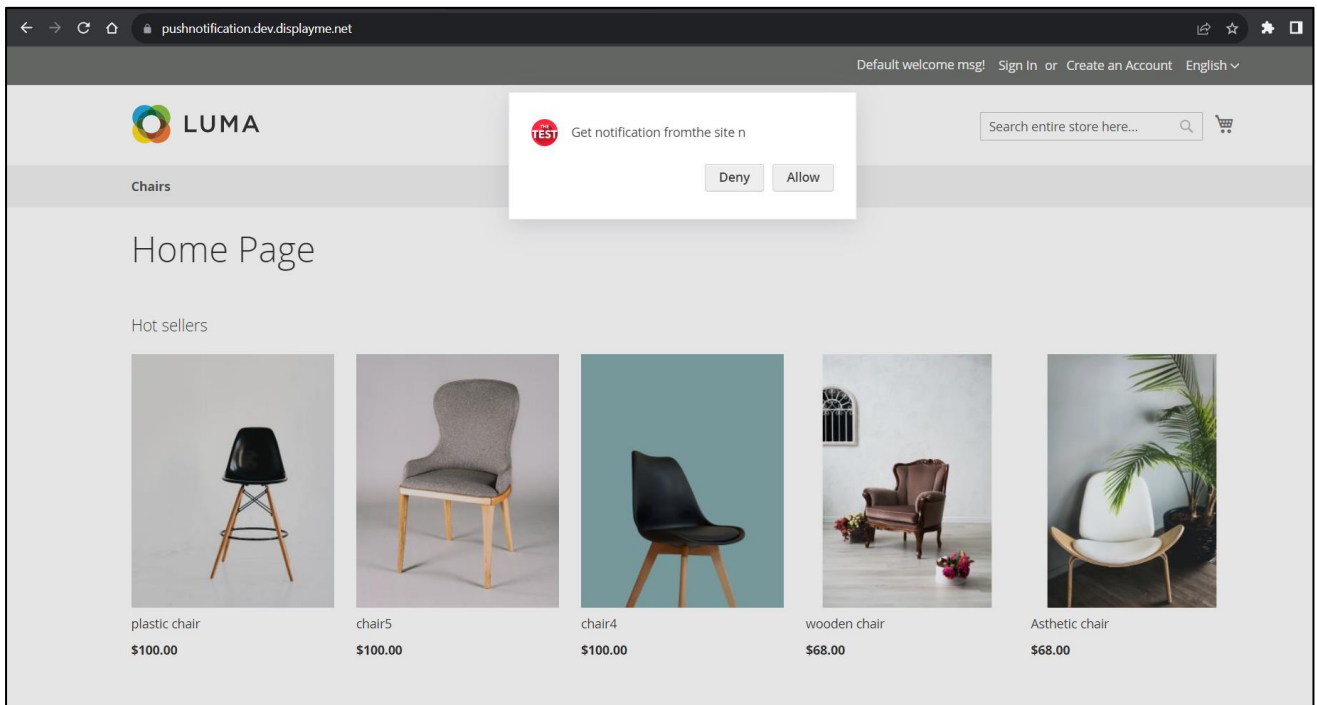 pushnotification.dev.displayme.net
Default welcome msg! Sign In or Create an Account English
LUMA
Search entire store here...
THE
TEST
Get notification fromthe site n
Deny Allow
Chairs
Home Page
Hot sellers
plastic chair chair5 chair4 wooden chair Asthetic chair
$100.00 $100.00 $100.00 $68.00 $68.00